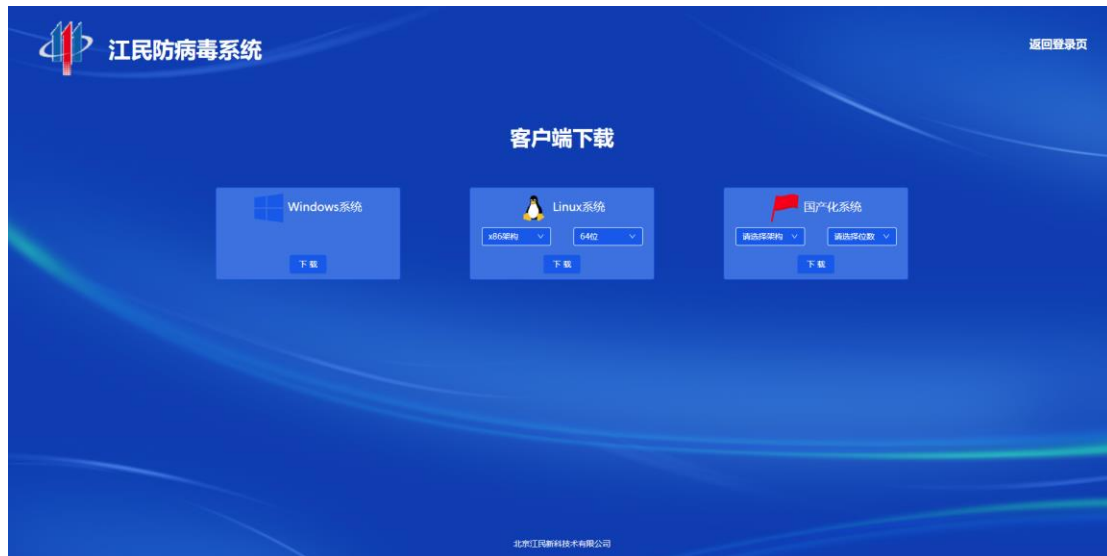 江民防病毒系统
返回登录页
客户端下载
Windows系统
下载
Linux系统
x86架构 64位
下载
国产化系统
请选择架构 请选择位数
下载
北京江民新科技术有限公司